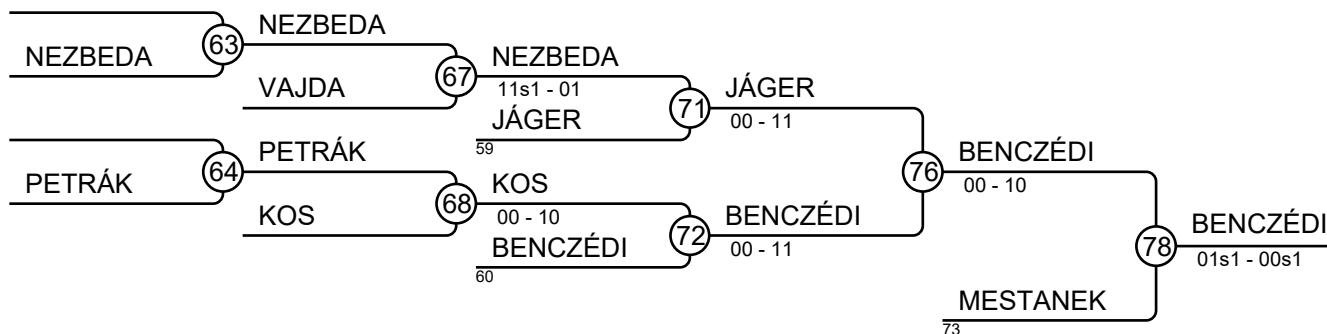 NEZBEDA
63
NEZBEDA
VAJDA
67
NEZBEDA
11s1 - 01
JÁGER
59
71
JÁGER
00 - 11
PETRÁK
64
PETRÁK
KOS
68
KOS
00 - 10
BENCZÉDI
60
72
BENCZÉDI
00 - 11
76
BENCZÉDI
00 - 10
MESTANEK
73
78
BENCZÉDI
01s1 - 00s1